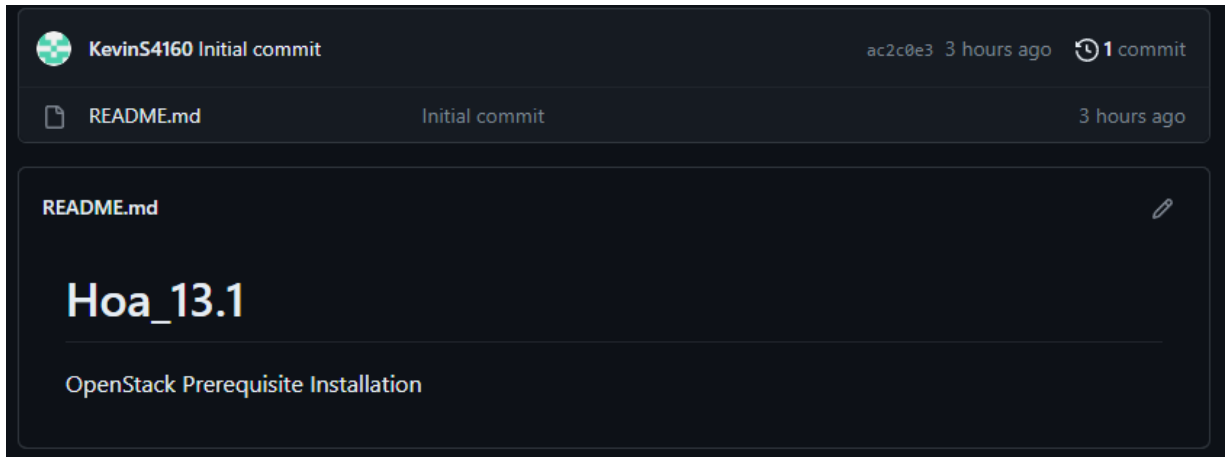 KevinS4160 Initial commit ac2c0e3 3 hours ago 1 commit
README.md Initial commit 3 hours ago
README.md
Hoa_13.1
OpenStack Prerequisite Installation